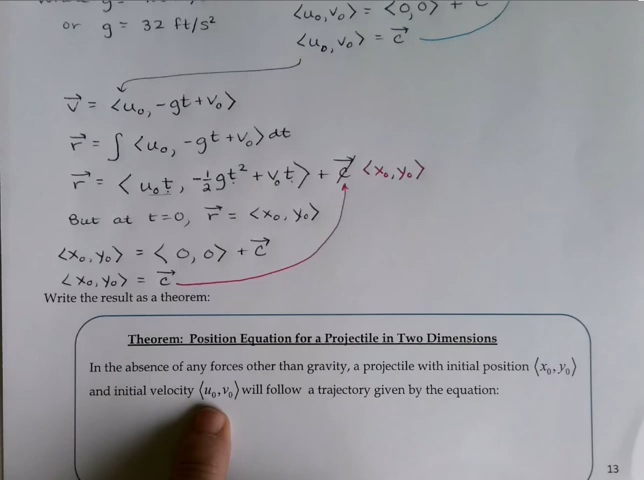 ⟨u₀, v₀⟩ = ⟨0, 0⟩ +
or g = 32 ft/s²
⟨u₀, v₀⟩ = c⃗
v⃗ = ⟨u₀, -gt + v₀⟩
r⃗ = ∫ ⟨u₀, -gt + v₀⟩ dt
r⃗ = ⟨u₀t, -½gt² + v₀t⟩ + c⃗ ⟨x₀, y₀⟩
But at t=0, r⃗ = ⟨x₀, y₀⟩
⟨x₀, y₀⟩ = ⟨0, 0⟩ + c⃗
⟨x₀, y₀⟩ = c⃗
Write the result as a theorem:
Theorem: Position Equation for a Projectile in Two Dimensions
In the absence of any forces other than gravity, a projectile with initial position ⟨x₀, y₀⟩
and initial velocity ⟨u₀, v₀⟩ will follow a trajectory given by the equation:
13